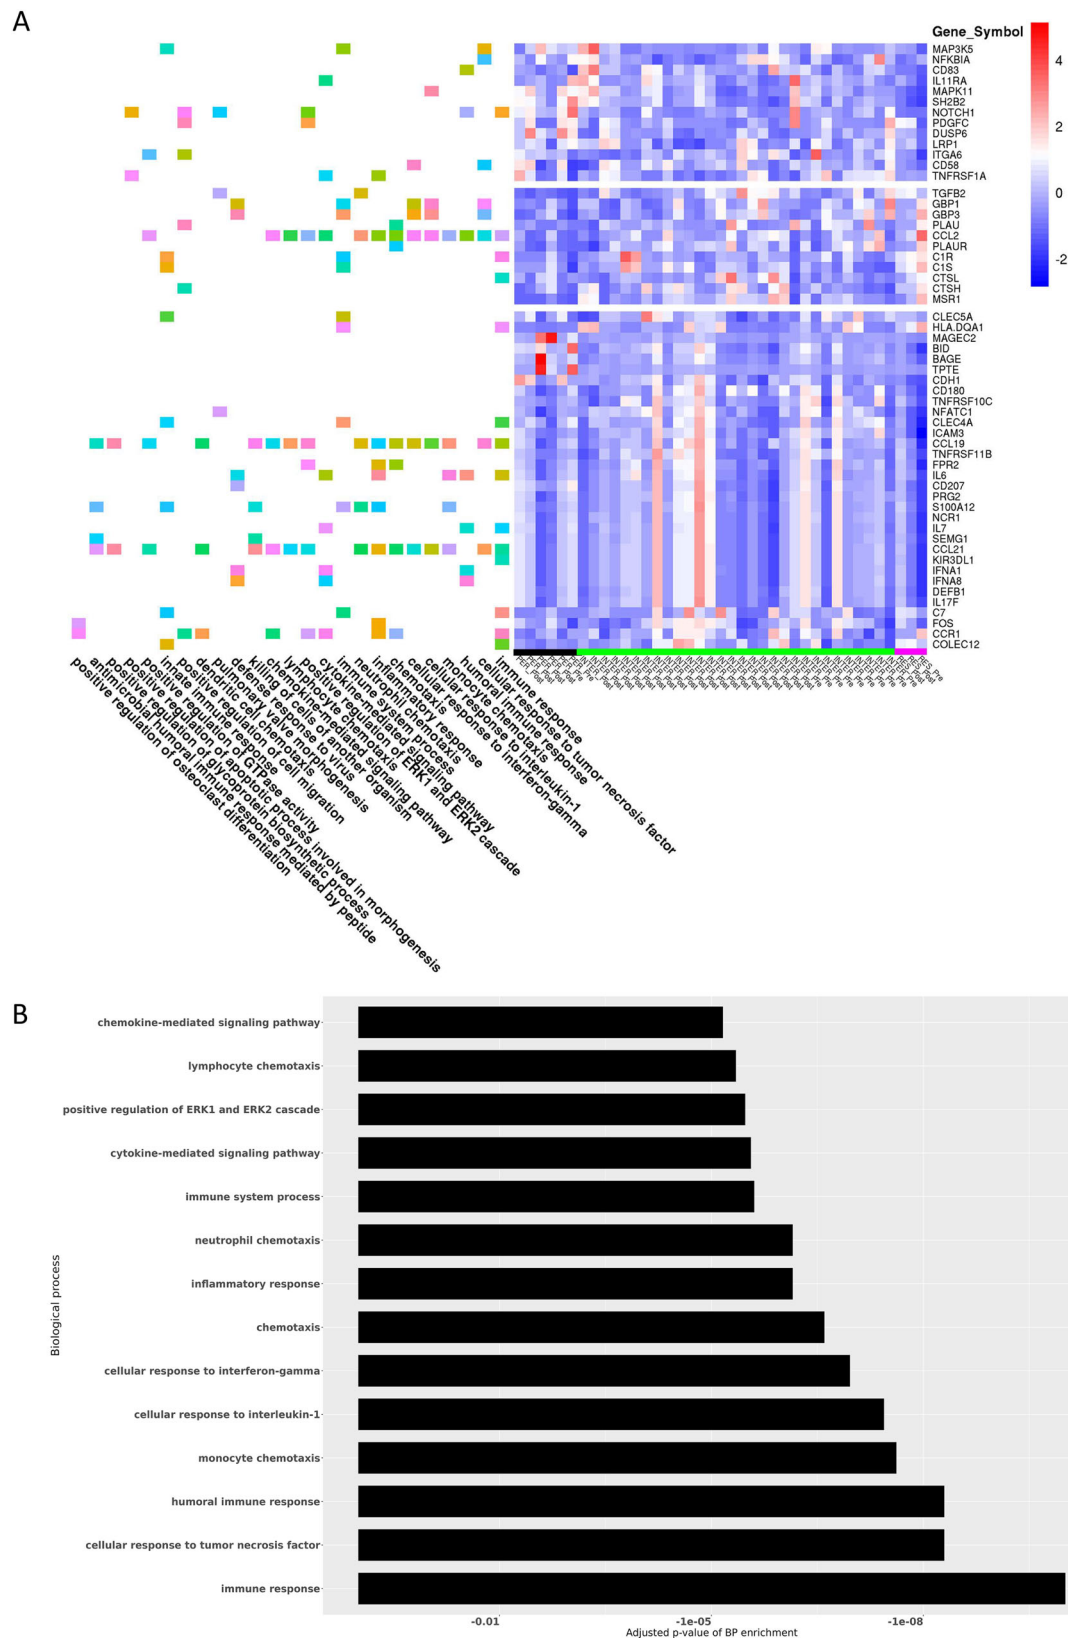 A
Gene_Symbol
MAP3K5
NFKBIA
CD83
IL11RA
MAPK11
SH2B2
NOTCH1
PDGFC
DUSP6
LRP1
ITGA6
CD58
TNFRSF1A
TGFB2
GBP1
GBP3
PLAU
CCL2
PLAUR
C1R
C1S
CTSL
CTSH
MSR1
CLEC5A
HLA.DQA1
MAGEC2
BID
BAGE
TPTE
CDH1
CD180
TNFRSF10C
NFATC1
CLEC4A
ICAM3
CCL19
TNFRSF11B
FPR2
IL6
CD207
PRG2
S100A12
NCR1
IL7
SEMG1
CCL21
KIR3DL1
IFNA1
IFNA8
DEFB1
IL17F
C7
FOS
CCR1
COLEC12
4
2
0
-2
positive regulation of osteoclast differentiation
antimicrobial humoral immune response mediated by peptide
positive regulation of glycoprotein biosynthetic process
positive regulation of apoptotic process involved in morphogenesis
positive regulation of GTPase activity
innate immune response
positive regulation of cell migration
dendritic cell chemotaxis
pulmonary valve morphogenesis
defense response to virus
killing of cells of another organism
chemokine-mediated signaling pathway
lymphocyte chemotaxis
positive regulation of ERK1 and ERK2 cascade
cytokine-mediated signaling pathway
immune system process
neutrophil chemotaxis
inflammatory response
chemotaxis
cellular response to interferon-gamma
cellular response to interleukin-1
monocyte chemotaxis
humoral immune response
cellular response to tumor necrosis factor
immune response
B
Biological process
chemokine-mediated signaling pathway
lymphocyte chemotaxis
positive regulation of ERK1 and ERK2 cascade
cytokine-mediated signaling pathway
immune system process
neutrophil chemotaxis
inflammatory response
chemotaxis
cellular response to interferon-gamma
cellular response to interleukin-1
monocyte chemotaxis
humoral immune response
cellular response to tumor necrosis factor
immune response
-0.01
-1e-05
-1e-08
Adjusted p-value of BP enrichment